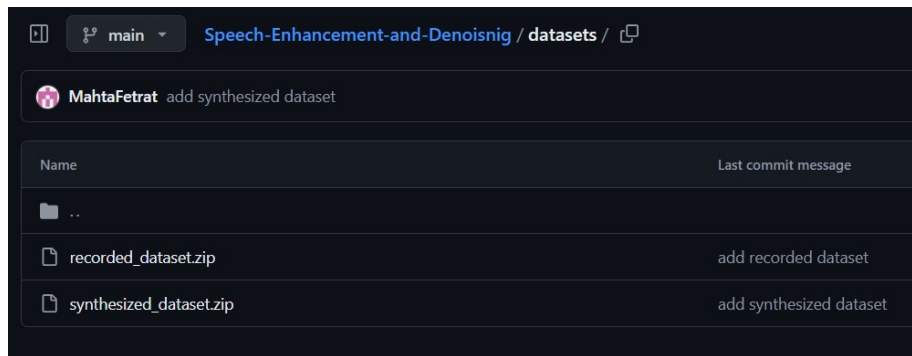 main
Speech-Enhancement-and-Denoisnig / datasets /
MahtaFetrat add synthesized dataset
Name Last commit message
..
recorded_dataset.zip add recorded dataset
synthesized_dataset.zip add synthesized dataset